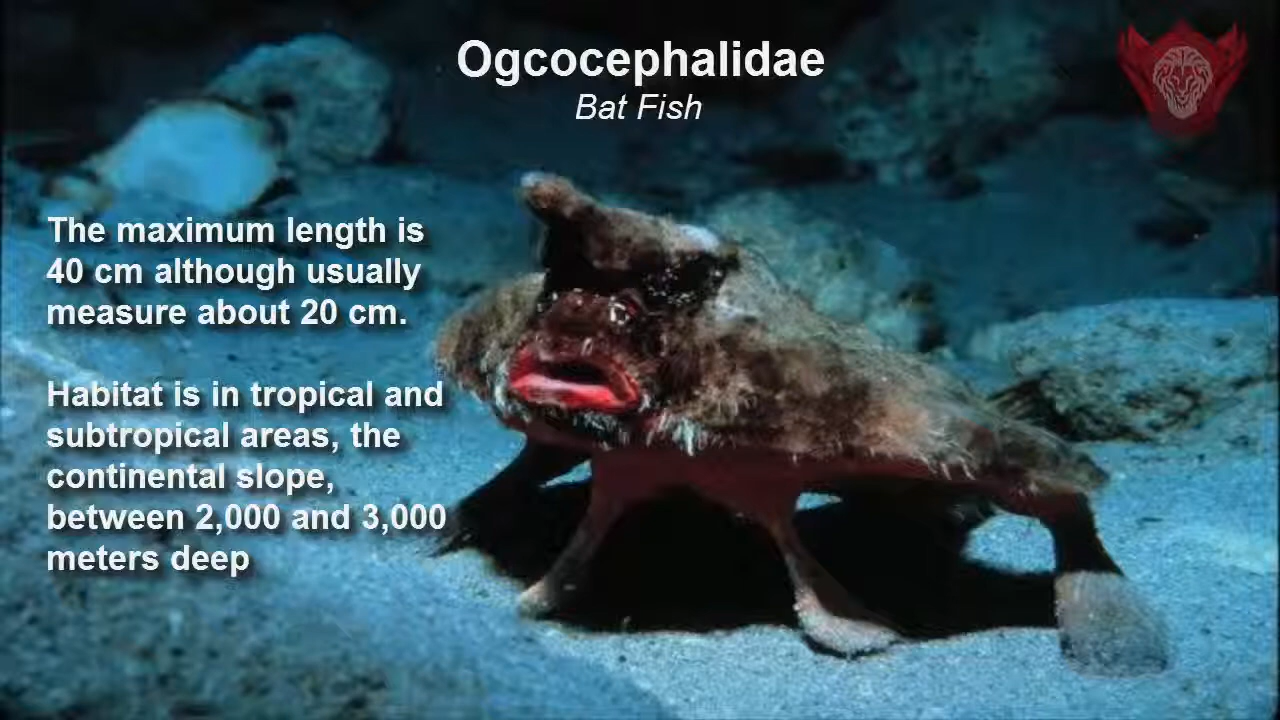 Ogcocephalidae
Bat Fish
The maximum length is
40 cm although usually
measure about 20 cm.
Habitat is in tropical and
subtropical areas, the
continental slope,
between 2,000 and 3,000
meters deep